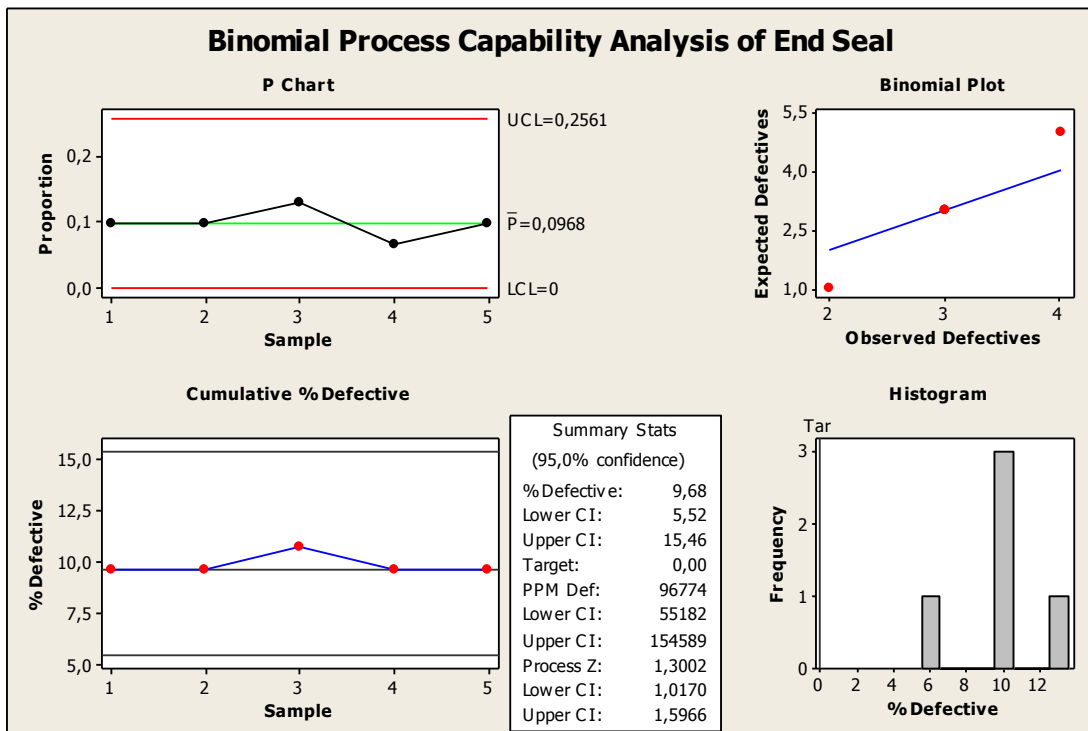 Binomial Process Capability Analysis of End Seal
P Chart
Proportion
0,2
0,1
0,0
UCL=0,2561
P̅=0,0968
LCL=0
1 2 3 4 5
Sample
Binomial Plot
Expected Defectives
5,5
4,0
2,5
1,0
2 3 4
Observed Defectives
Cumulative %Defective
%Defective
15,0
12,5
10,0
7,5
5,0
1 2 3 4 5
Sample
Summary Stats
(95,0% confidence)
%Defective: 9,68
Lower CI: 5,52
Upper CI: 15,46
Target: 0,00
PPM Def: 96774
Lower CI: 55182
Upper CI: 154589
Process Z: 1,3002
Lower CI: 1,0170
Upper CI: 1,5966
Histogram
Tar
Frequency
3
2
1
0
0 2 4 6 8 10 12
%Defective